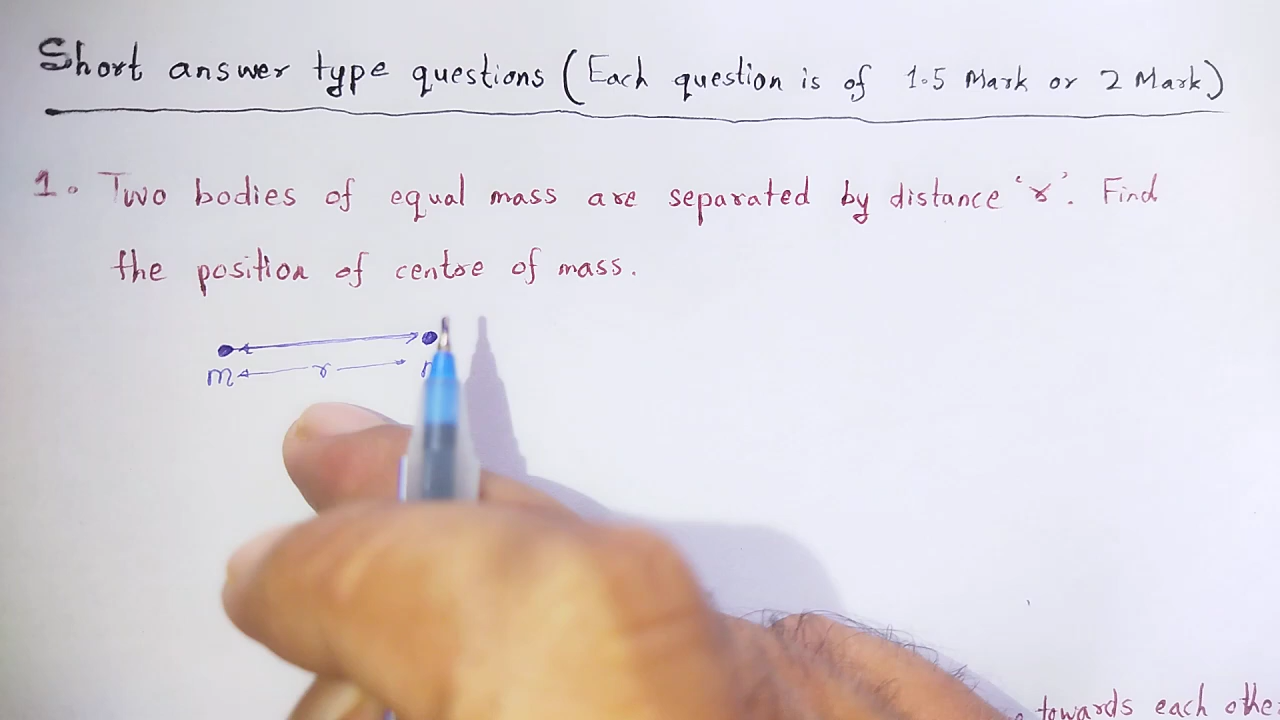 Short answer type questions (Each question is of 1.5 Mark or 2 Mark)
1. Two bodies of equal mass are separated by distance 'r'. Find
the position of centre of mass.
m r
towards each other